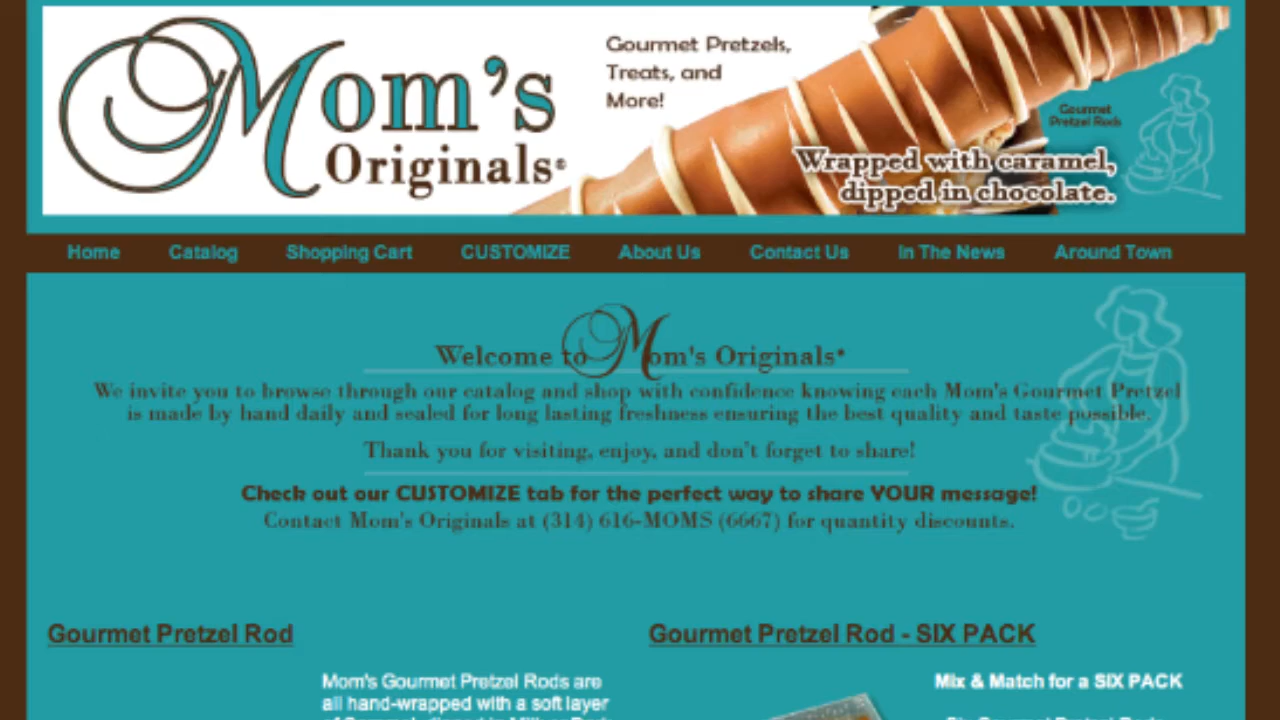 Mom's
Originals®
Gourmet Pretzels,
Treats, and
More!
Gourmet
Pretzel Rods
Wrapped with caramel,
dipped in chocolate.
Home Catalog Shopping Cart CUSTOMIZE About Us Contact Us In The News Around Town
Welcome to Mom's Originals®
We invite you to browse through our catalog and shop with confidence knowing each Mom's Gourmet Pretzel
is made by hand daily and sealed for long lasting freshness ensuring the best quality and taste possible.
Thank you for visiting, enjoy, and don't forget to share!
Check out our CUSTOMIZE tab for the perfect way to share YOUR message!
Contact Mom's Originals at (314) 616-MOMS (6667) for quantity discounts.
Gourmet Pretzel Rod
Gourmet Pretzel Rod - SIX PACK
Mom's Gourmet Pretzel Rods are
all hand-wrapped with a soft layer
Mix & Match for a SIX PACK